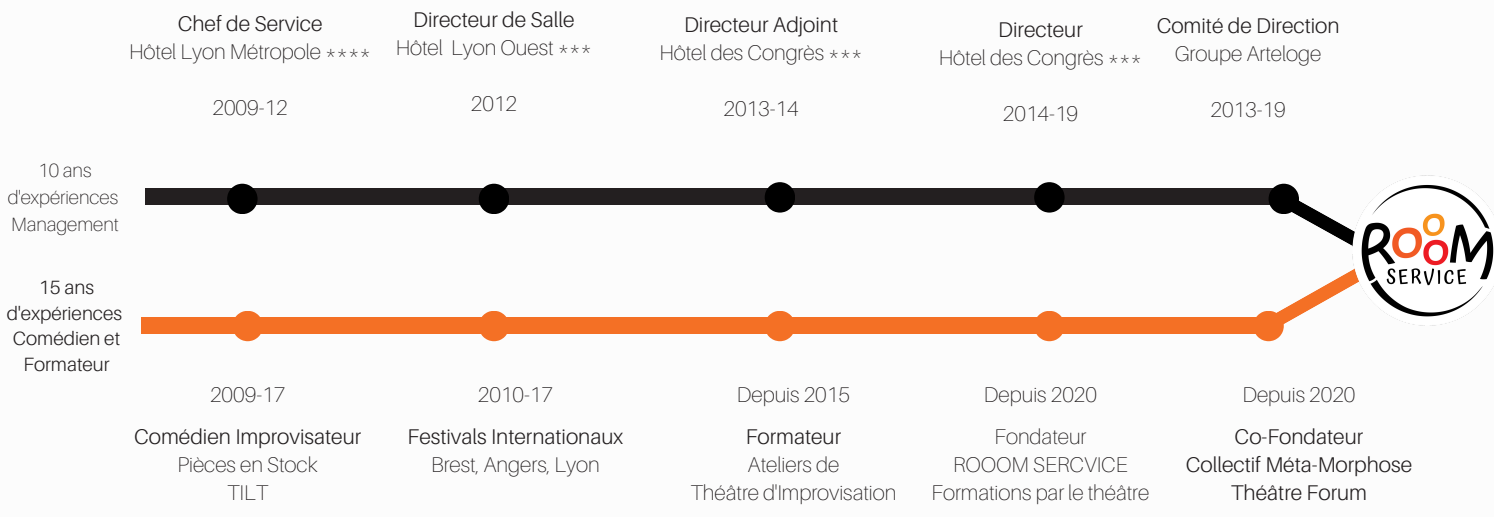 Chef de Service
Hôtel Lyon Métropole ****
2009-12
Directeur de Salle
Hôtel Lyon Ouest ***
2012
Directeur Adjoint
Hôtel des Congrès ***
2013-14
Directeur
Hôtel des Congrès ***
2014-19
Comité de Direction
Groupe Arteloge
2013-19
10 ans
d'expériences
Management
ROOOM
SERVICE
15 ans
d'expériences
Comédien et
Formateur
2009-17
Comédien Improvisateur
Pièces en Stock
TILT
2010-17
Festivals Internationaux
Brest, Angers, Lyon
Depuis 2015
Formateur
Ateliers de
Théâtre d'Improvisation
Depuis 2020
Fondateur
ROOOM SERCVICE
Formations par le théâtre
Depuis 2020
Co-Fondateur
Collectif Méta-Morphose
Théâtre Forum